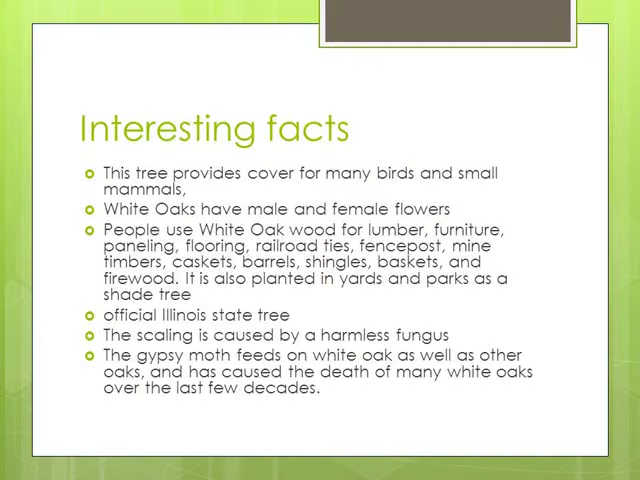 Interesting facts
This tree provides cover for many birds and small
mammals,
White Oaks have male and female flowers
People use White Oak wood for lumber, furniture,
paneling, flooring, railroad ties, fencepost, mine
timbers, caskets, barrels, shingles, baskets, and
firewood. It is also planted in yards and parks as a
shade tree
official Illinois state tree
The scaling is caused by a harmless fungus
The gypsy moth feeds on white oak as well as other
oaks, and has caused the death of many white oaks
over the last few decades.